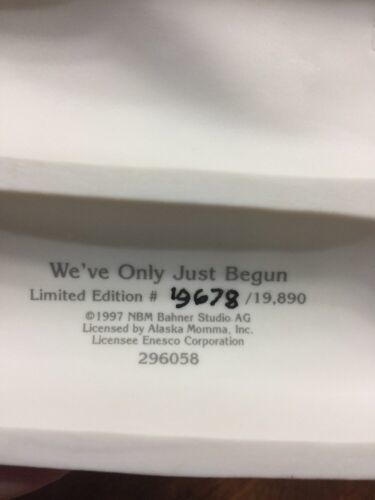 We've Only Just Begun
Limited Edition # 19678 /19,890
©1997 NBM Bahner Studio AG
Licensed by Alaska Momma, Inc.
Licensee Enesco Corporation
296058